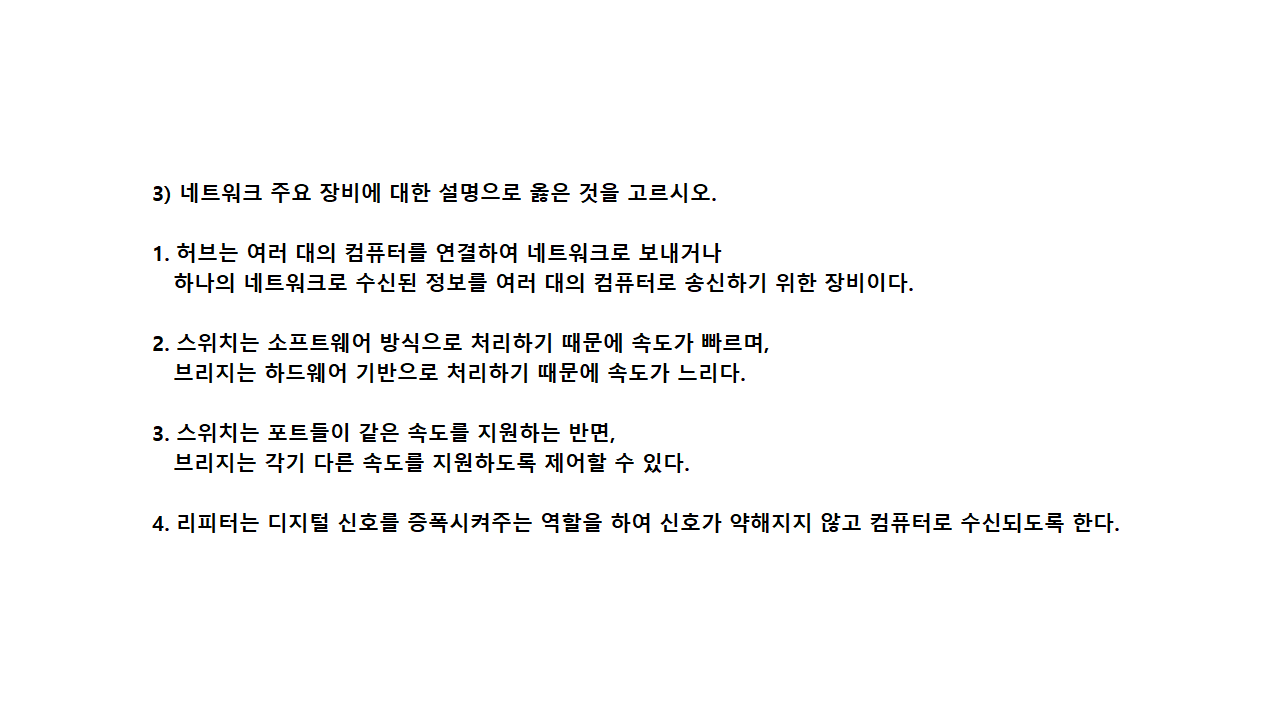 3) 네트워크 주요 장비에 대한 설명으로 옳은 것을 고르시오.
1. 허브는 여러 대의 컴퓨터를 연결하여 네트워크로 보내거나
하나의 네트워크로 수신된 정보를 여러 대의 컴퓨터로 송신하기 위한 장비이다.
2. 스위치는 소프트웨어 방식으로 처리하기 때문에 속도가 빠르며,
브리지는 하드웨어 기반으로 처리하기 때문에 속도가 느리다.
3. 스위치는 포트들이 같은 속도를 지원하는 반면,
브리지는 각기 다른 속도를 지원하도록 제어할 수 있다.
4. 리피터는 디지털 신호를 증폭시켜주는 역할을 하여 신호가 약해지지 않고 컴퓨터로 수신되도록 한다.